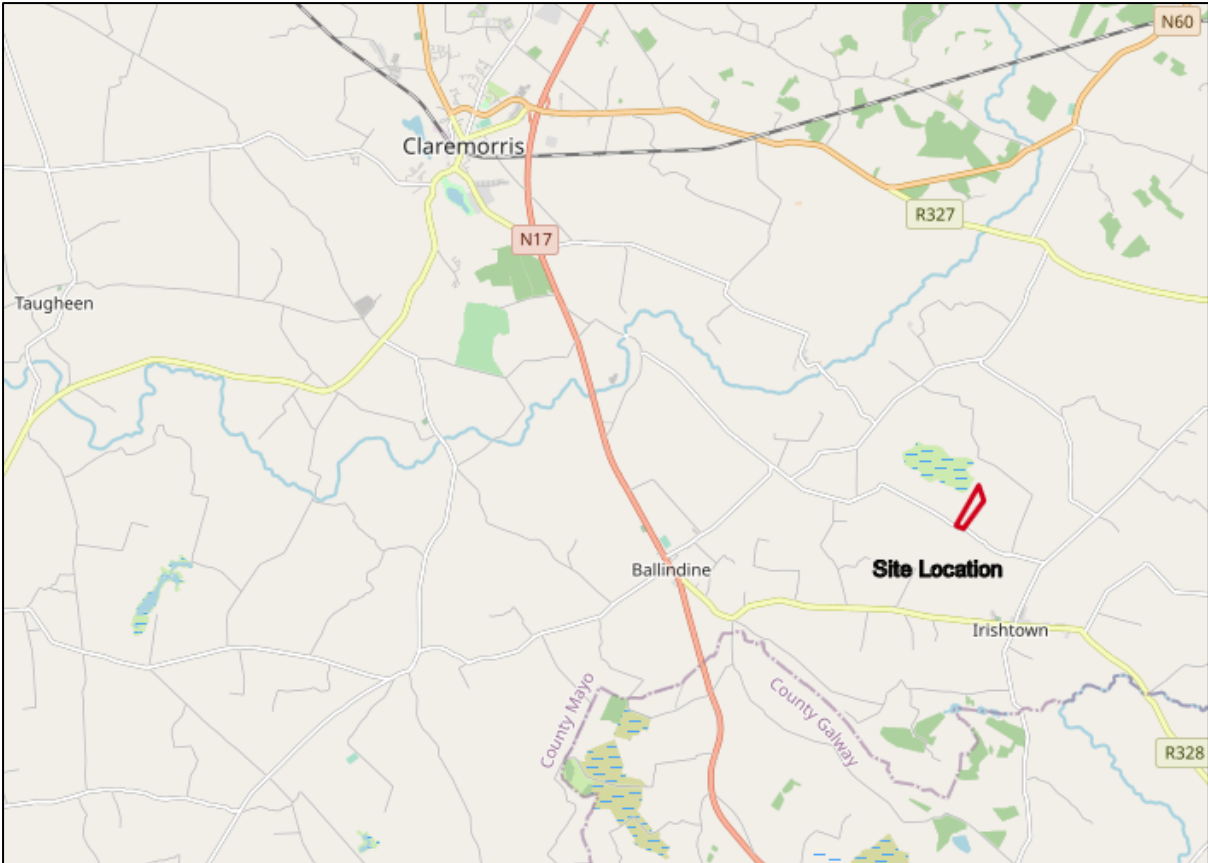 N60
Claremorris
R327
N17
Taugheen
Ballindine
Site Location
Irishtown
County Mayo
County Galway
R328